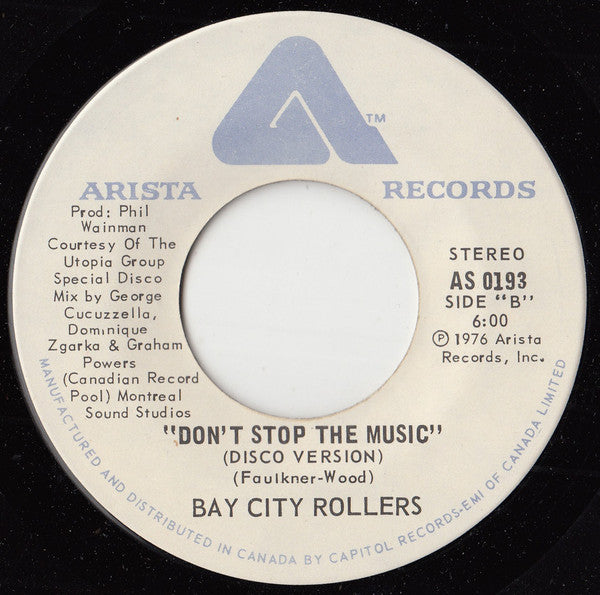 TM
ARISTA RECORDS
Prod: Phil
Wainman
Courtesy Of The
Utopia Group
Special Disco
Mix by George
Cucuzzella,
Dominique
Zgarka & Graham
Powers
(Canadian Record
Pool) Montreal
Sound Studios
STEREO
AS 0193
SIDE "B"
6:00
Ⓟ 1976 Arista
Records, Inc.
"DON'T STOP THE MUSIC"
(DISCO VERSION)
(Faulkner-Wood)
BAY CITY ROLLERS
MANUFACTURED AND DISTRIBUTED IN CANADA BY CAPITOL RECORDS-EMI OF CANADA LIMITED